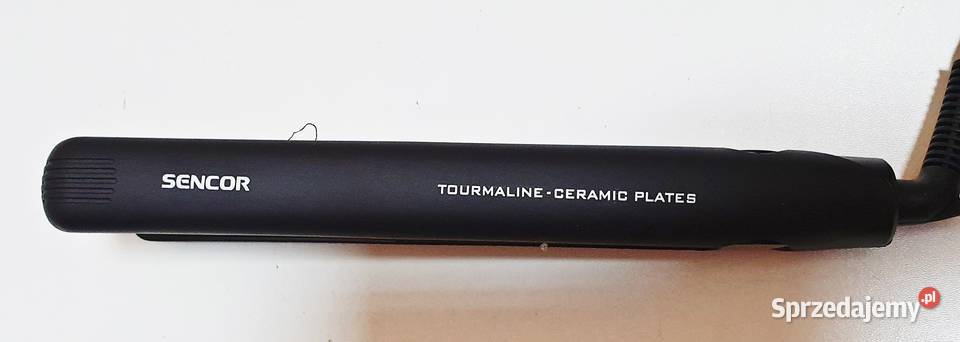 SENCOR
TOURMALINE-CERAMIC PLATES
Sprzedajemy.pl